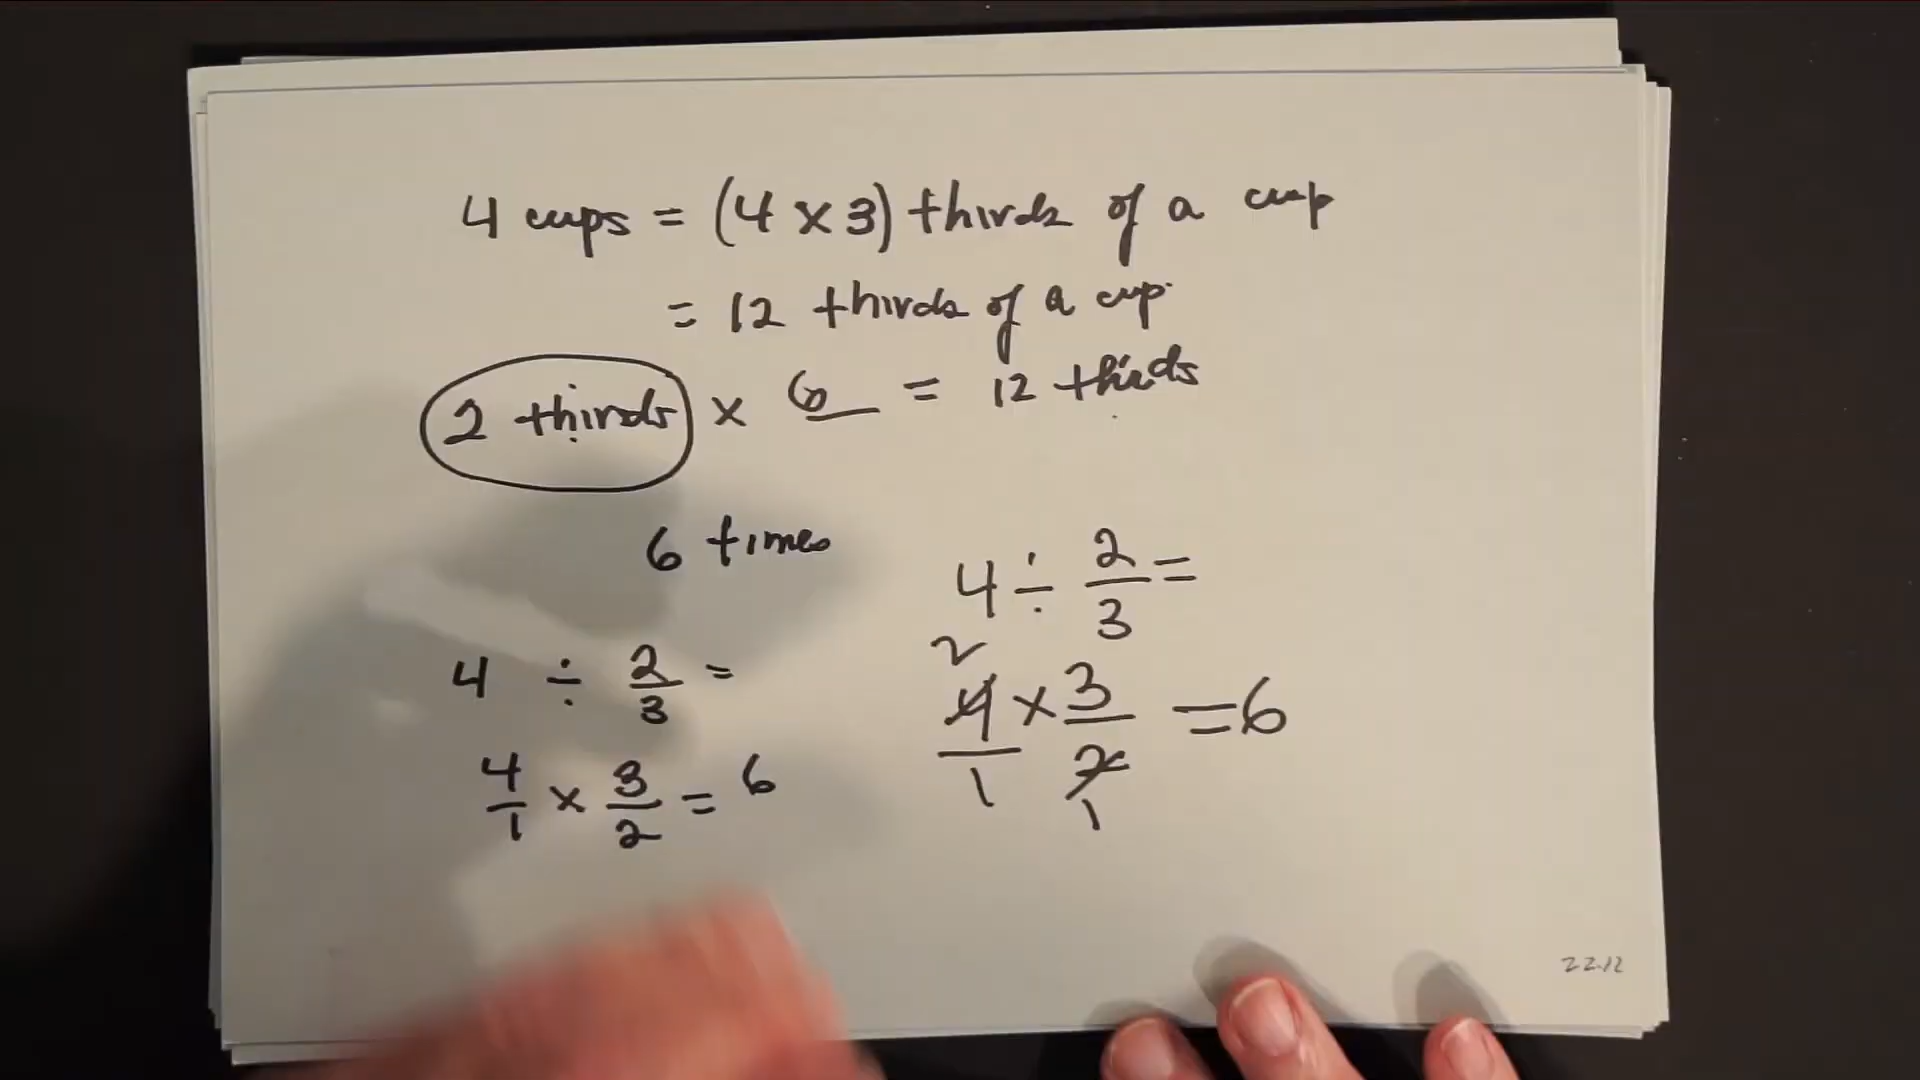 4 cups = (4 x 3) thirds of a cup
= 12 thirds of a cup.
2 thirds x 6 = 12 thirds
6 times
4 ÷ 2/3 =
4/1 x 3/2 = 6
4 ÷ 2/3 =
2
4/1 x 3/2 = 6
1
22.12